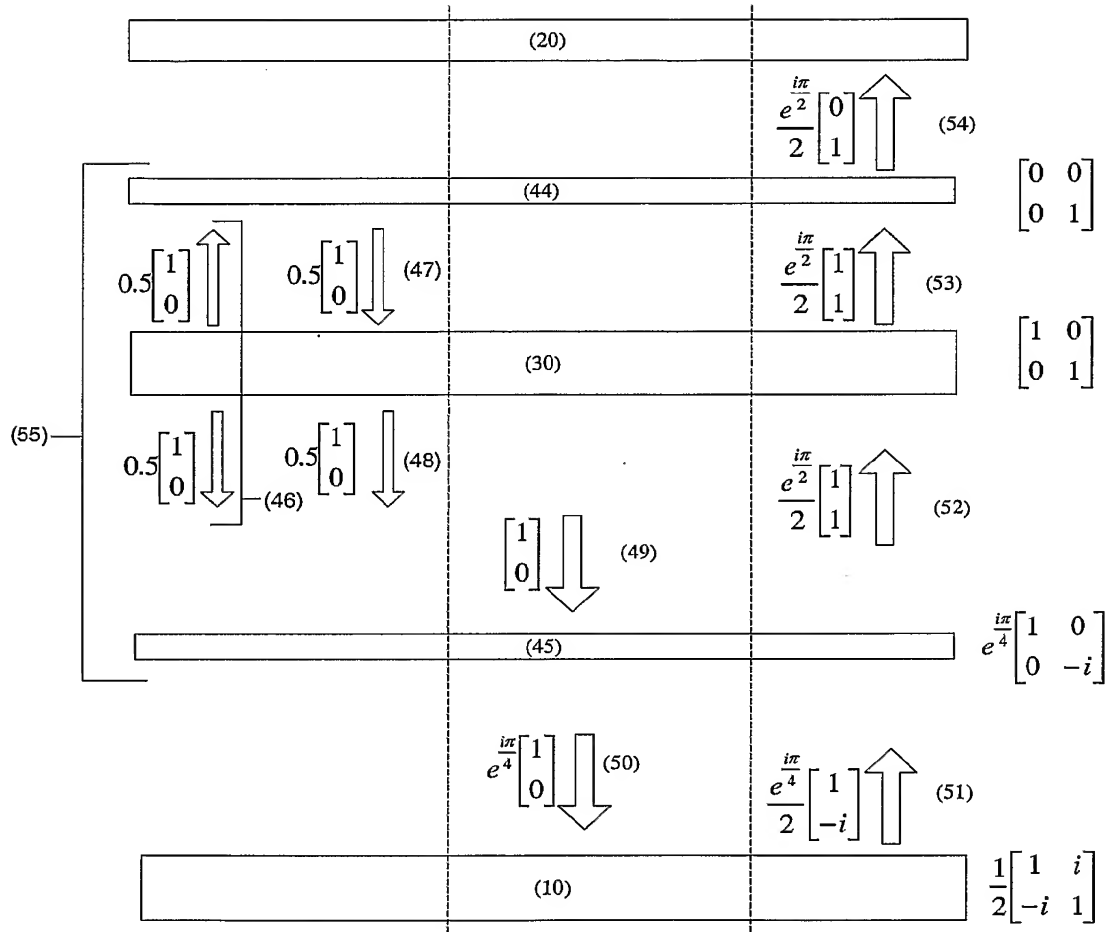 (20)
e^{iπ/2}/2 [0 1] (54)
(44)
[0 0; 0 1]
0.5 [1 0] 0.5 [1 0] (47) e^{iπ/2}/2 [1 1] (53)
(30)
[1 0; 0 1]
(55)
0.5 [1 0] (46) 0.5 [1 0] (48) e^{iπ/2}/2 [1 1] (52)
[1 0] (49)
(45)
e^{iπ/4} [1 0; 0 -i]
e^{iπ/4} [1 0] (50) e^{iπ/4}/2 [1 -i] (51)
(10)
1/2 [1 i; -i 1]